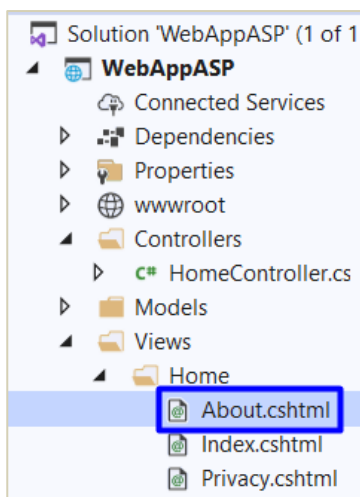 Solution 'WebAppASP' (1 of 1
WebAppASP
Connected Services
Dependencies
Properties
wwwroot
Controllers
C# HomeController.cs
Models
Views
Home
@ About.cshtml
@ Index.cshtml
@ Privacy.cshtml